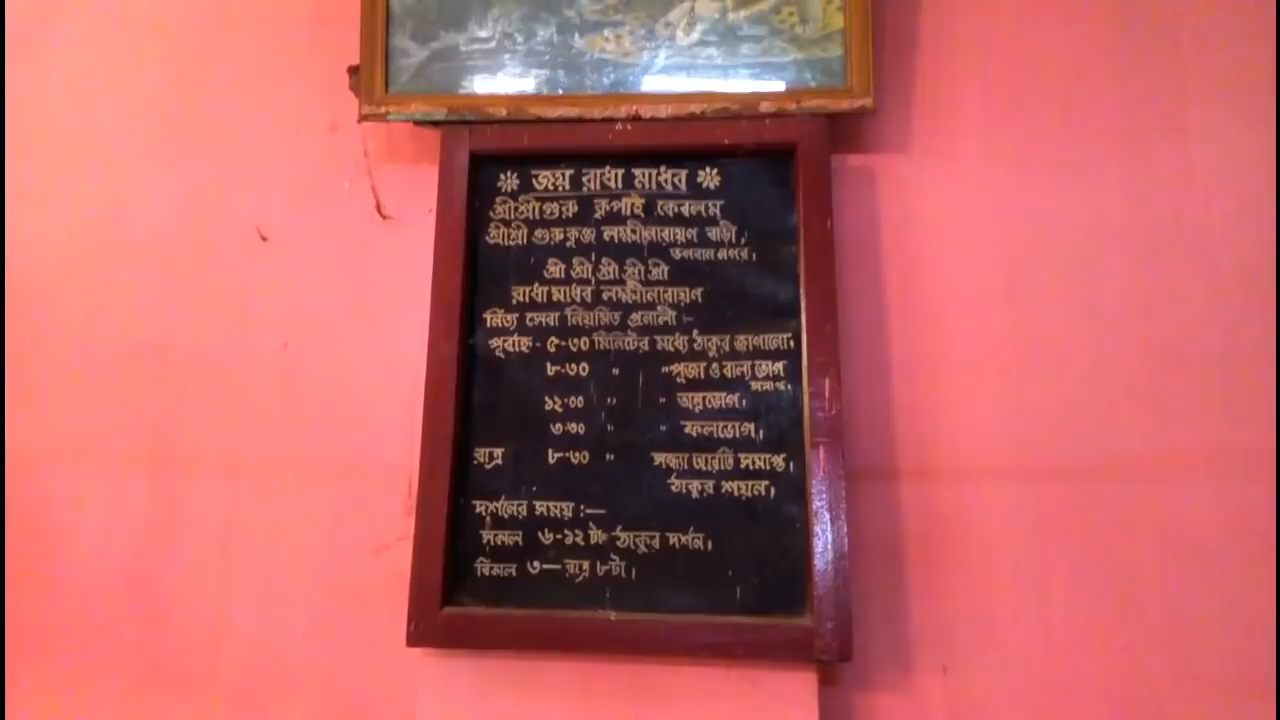 জয় রাধা মাধব
শ্রীশ্রীগুরু কৃপাই কেবলম্
শ্রীশ্রী গুরুকুঞ্জ লক্ষ্মীনারায়ণ বাড়ী,
শ্রী শ্রী শ্রী শ্রী শ্রী
রাধামাধব লক্ষ্মীনারায়ণ
নিত্য সেবা নিয়মিত প্রনালী :-
পূর্বাহ্ন - ৫-৩০ মিনিটের মধ্যে ঠাকুর জাগানো,
৮-৩০ " " পূজা ও বাল্য ভোগ
সমাপ্ত,
১২-০০ " " অন্নভোগ,
৩-৩০ " " ফলভোগ,
রাত্র ৮-৩০ " সন্ধ্যা আরতি সমাপ্ত,
ঠাকুর শয়ন,
দর্শনের সময় :—
সকাল ৬-১২ টা ঠাকুর দর্শন,
বিকাল ৩ — রাত্র ৮টা,